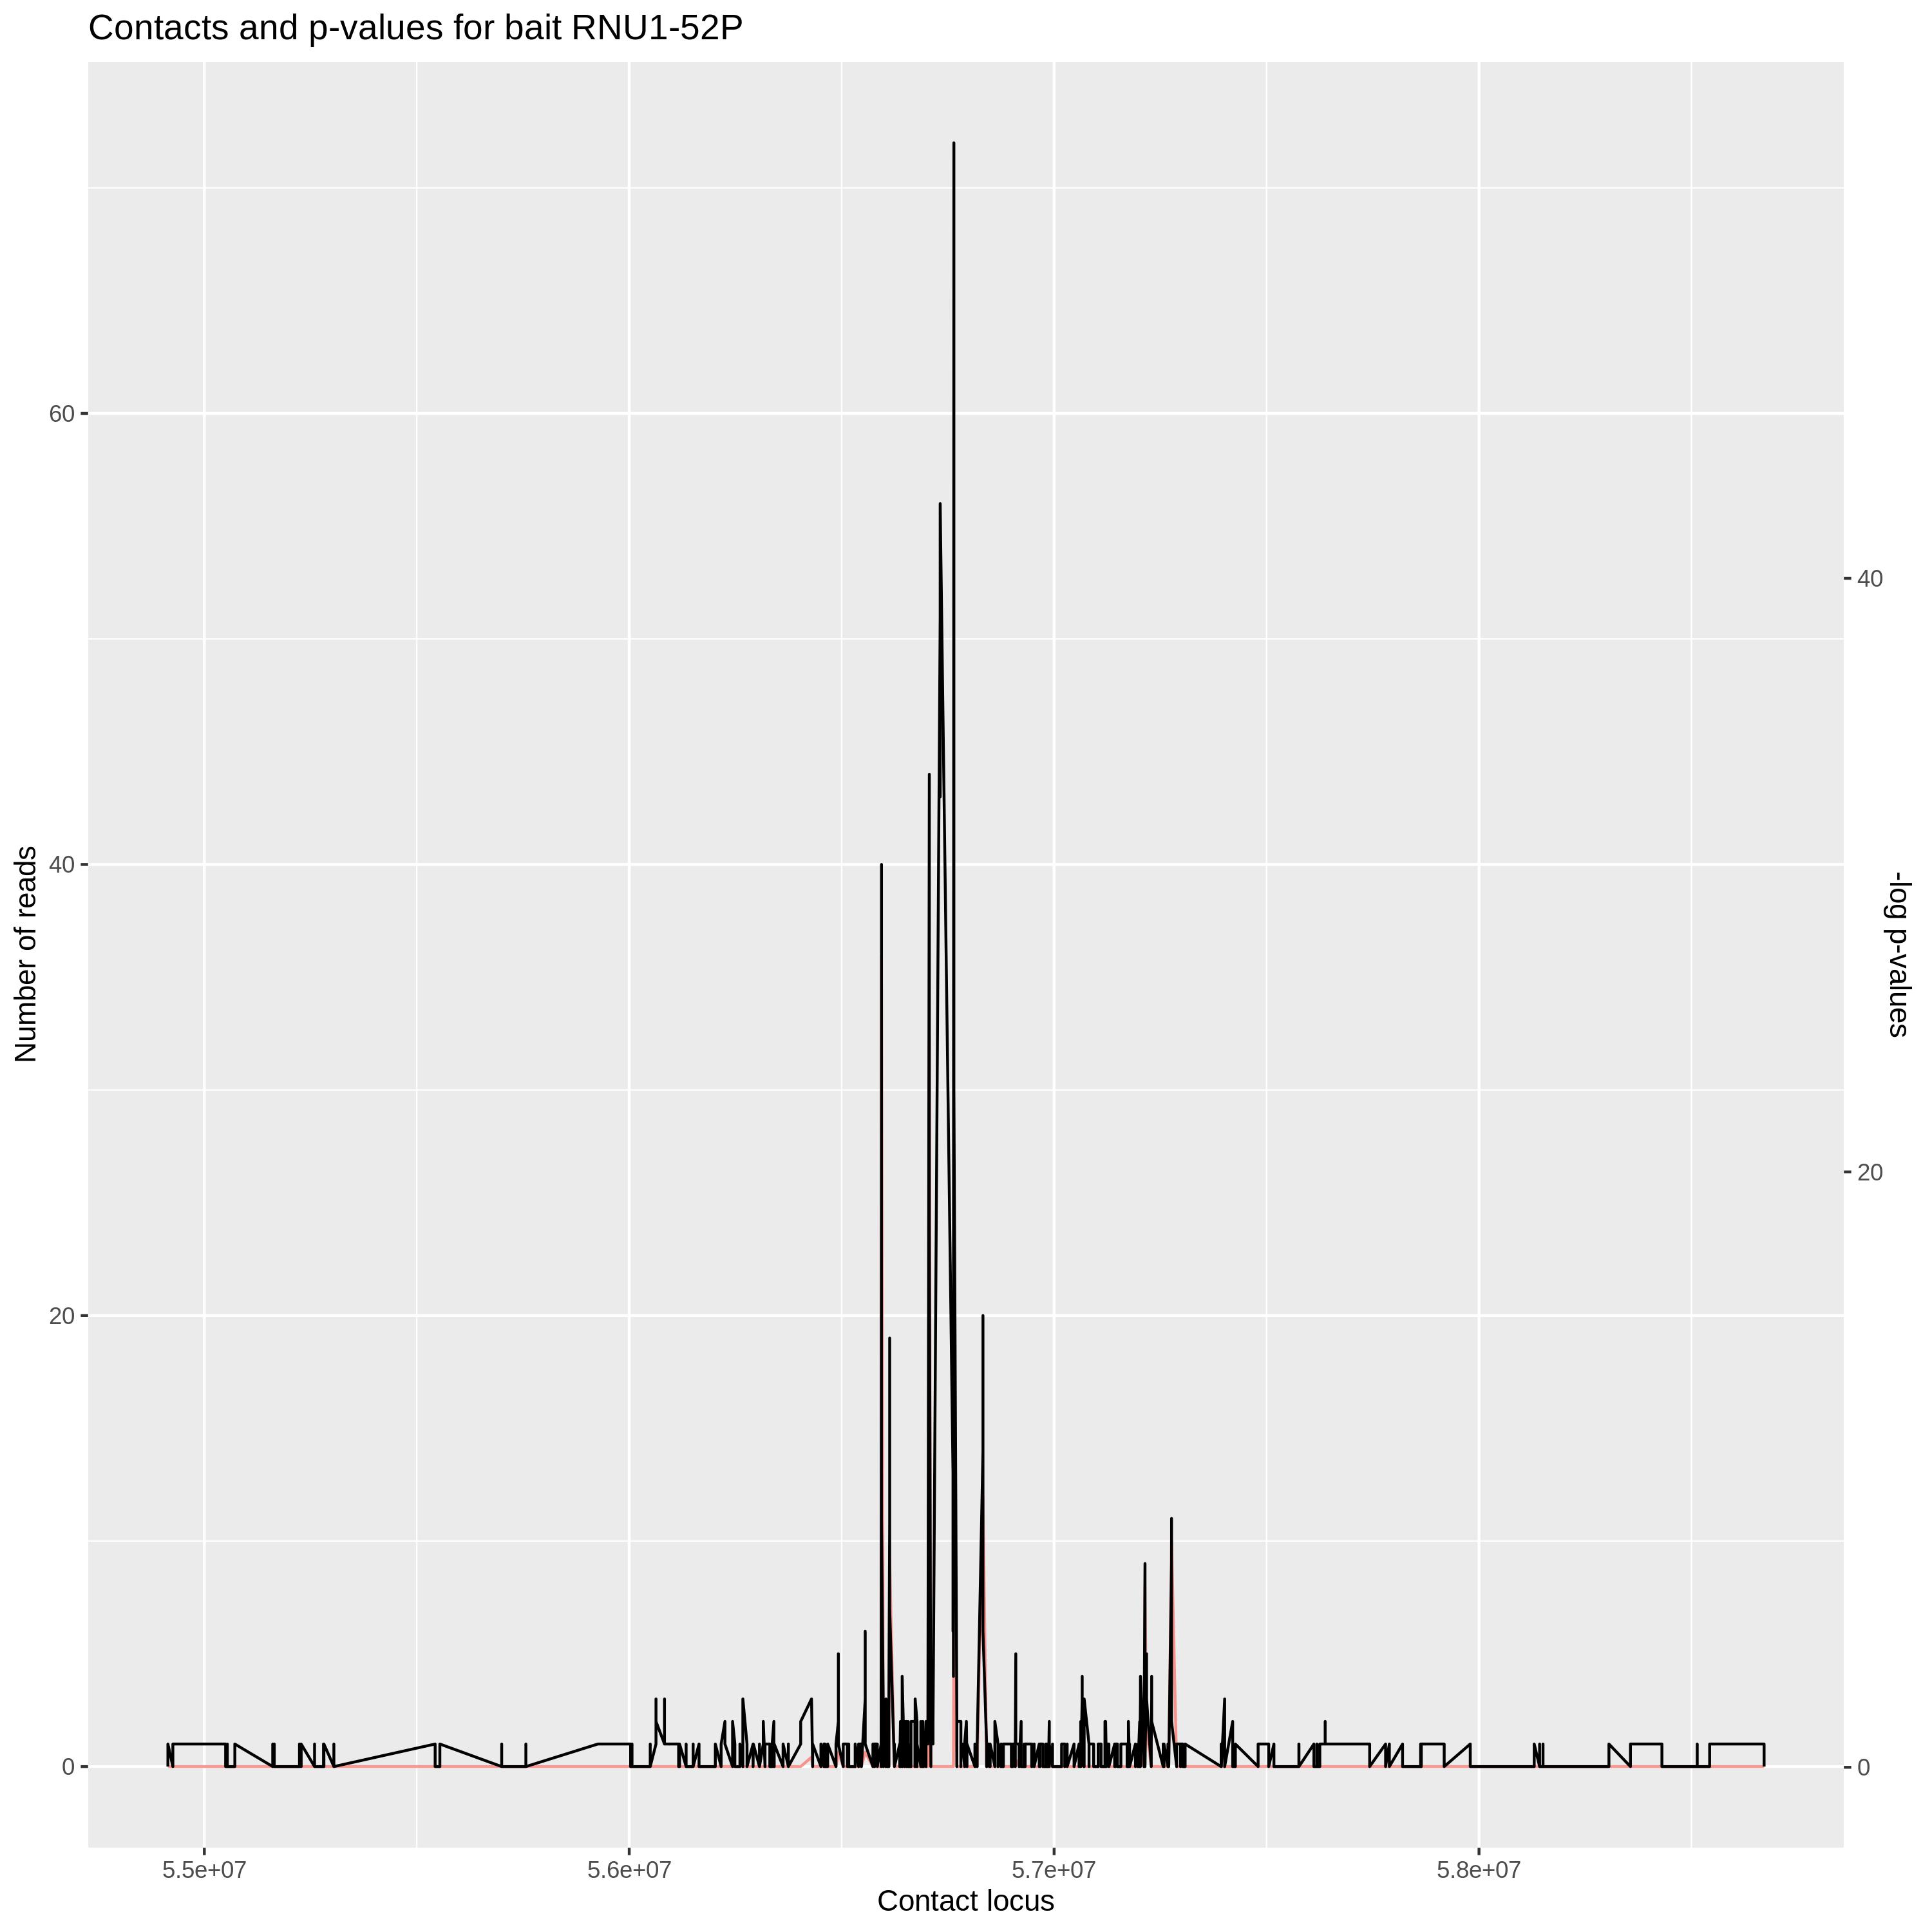 Contacts and p-values for bait RNU1-52P
60
40
20
0
Number of reads
40
20
0
-log p-values
5.5e+07
5.6e+07
5.7e+07
5.8e+07
Contact locus